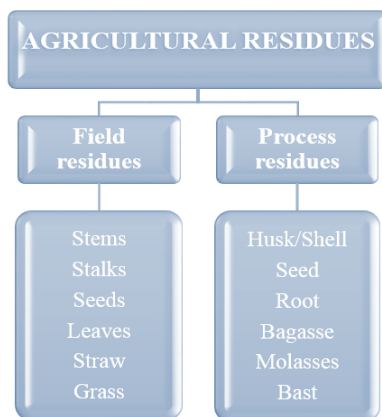 AGRICULTURAL RESIDUES
Field
residues
Process
residues
Stems
Stalks
Seeds
Leaves
Straw
Grass
Husk/Shell
Seed
Root
Bagasse
Molasses
Bast